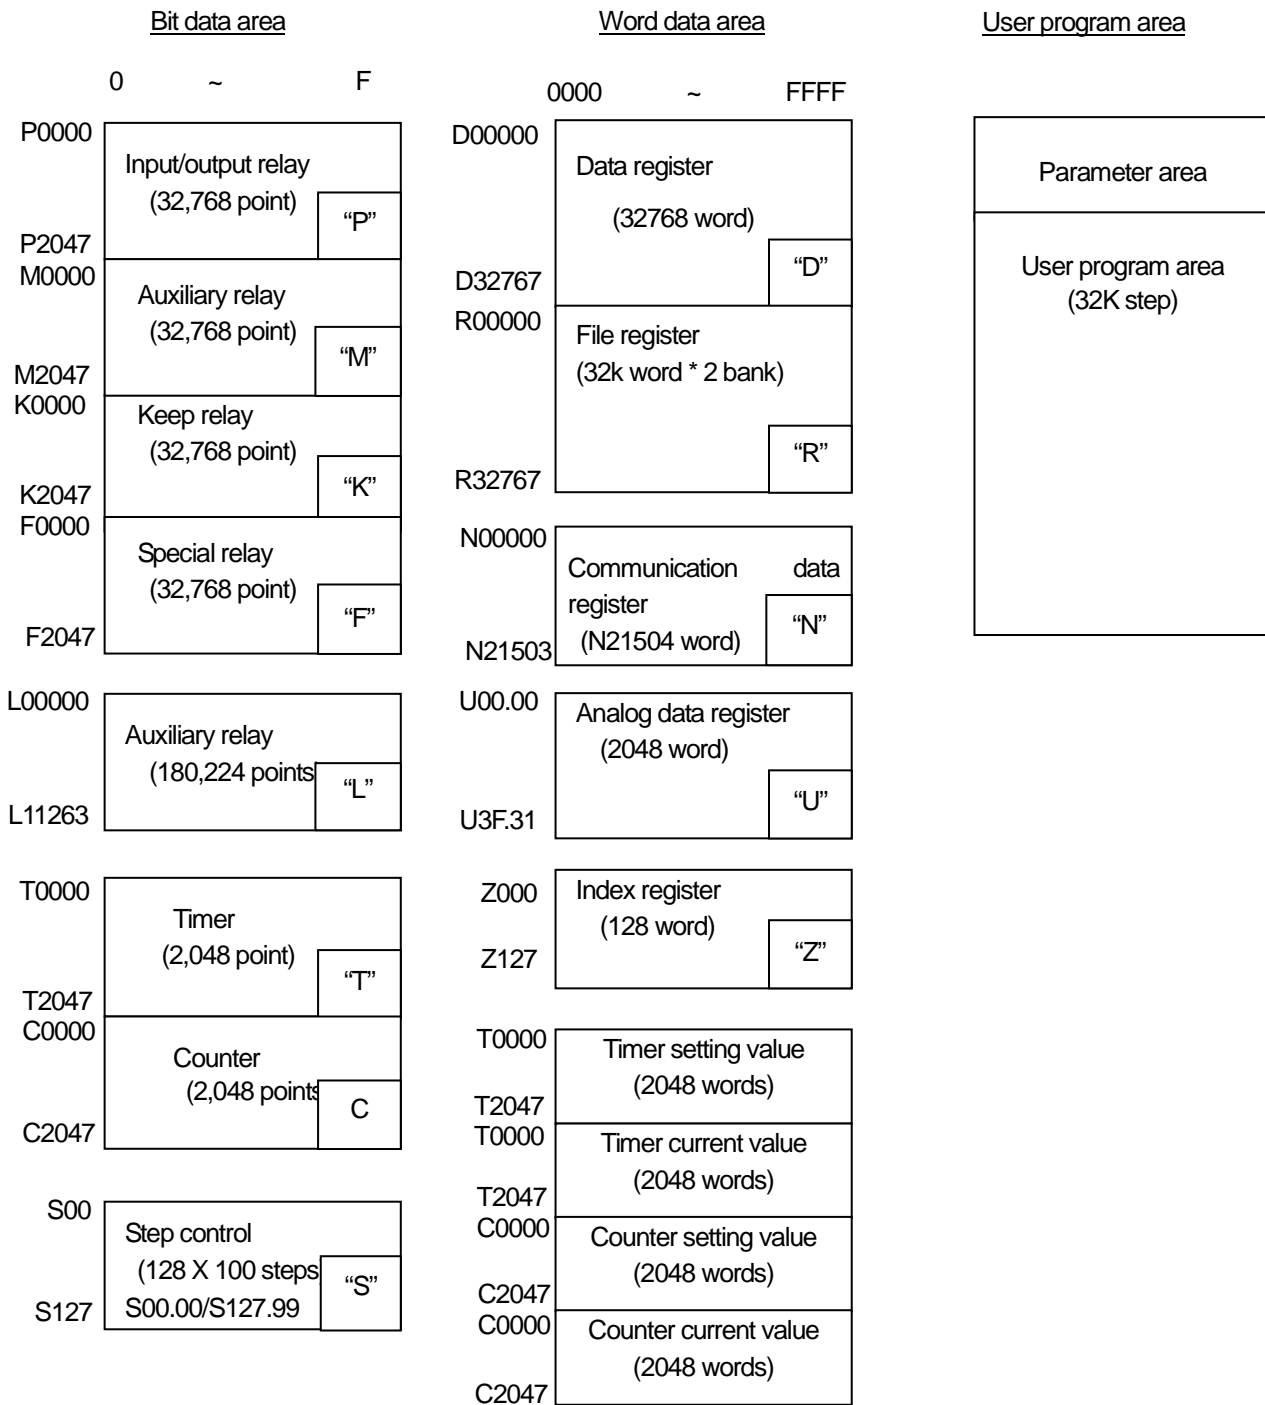 Bit data area
0 ~ F
P0000
Input/output relay
(32,768 point)
"P"
P2047
M0000
Auxiliary relay
(32,768 point)
"M"
M2047
K0000
Keep relay
(32,768 point)
"K"
K2047
F0000
Special relay
(32,768 point)
"F"
F2047
L00000
Auxiliary relay
(180,224 points
"L"
L11263
T0000
Timer
(2,048 point)
"T"
T2047
C0000
Counter
(2,048 points
C
C2047
S00
Step control
(128 X 100 steps
"S"
S127
S00.00/S127.99
Word data area
0000 ~ FFFF
D00000
Data register
(32768 word)
"D"
D32767
R00000
File register
(32k word * 2 bank)
"R"
R32767
N00000
Communication data
register
(N21504 word)
"N"
N21503
U00.00
Analog data register
(2048 word)
"U"
U3F.31
Z000
Index register
(128 word)
"Z"
Z127
T0000
Timer setting value
(2048 words)
T2047
T0000
Timer current value
(2048 words)
T2047
C0000
Counter setting value
(2048 words)
C2047
C0000
Counter current value
(2048 words)
C2047
User program area
Parameter area
User program area
(32K step)